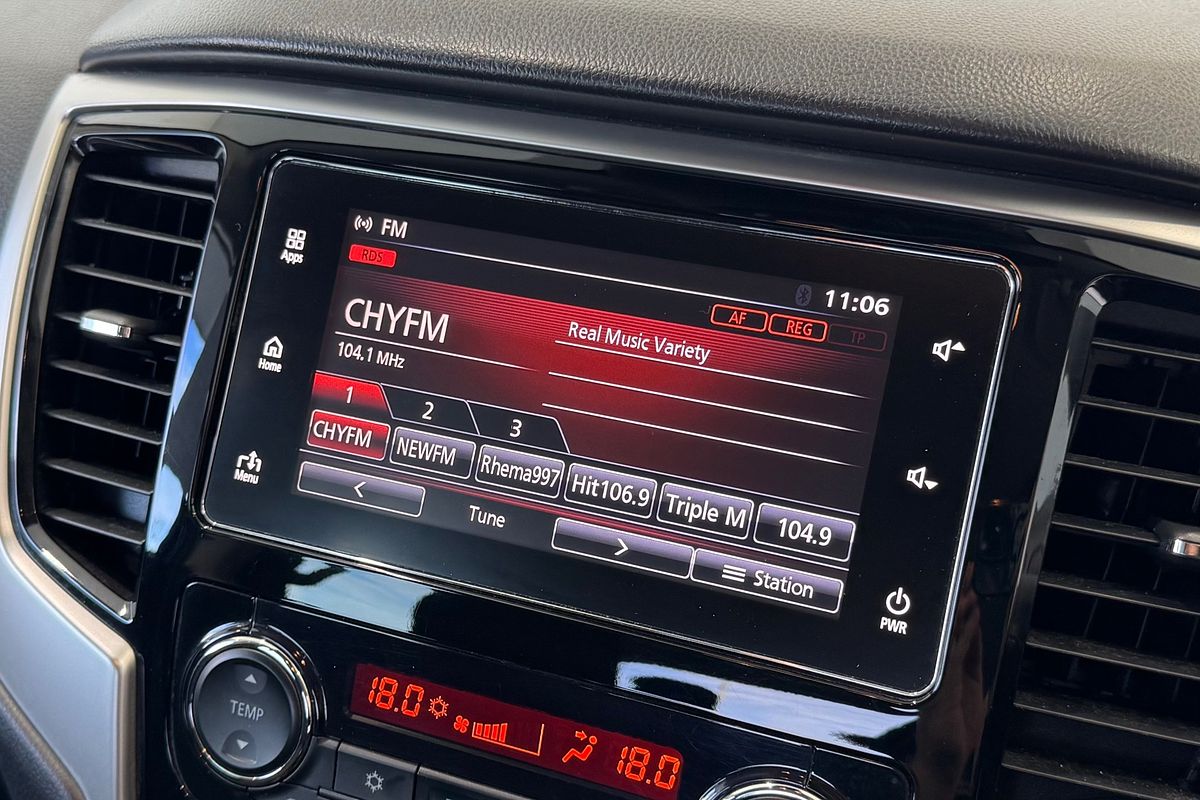 FM
11:06
Apps
RDS
AF REG TP
CHYFM
Real Music Variety
104.1 MHz
Home
1 2 3
CHYFM NEWFM Rhema997 Hit106.9 Triple M 104.9
Menu
< Tune > Station
PWR
TEMP
18.0 18.0